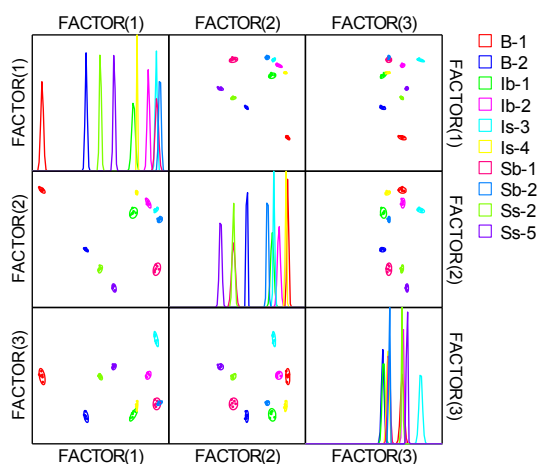 FACTOR(1) FACTOR(2) FACTOR(3)
FACTOR(1) FACTOR(1)
FACTOR(2) FACTOR(2)
FACTOR(3) FACTOR(3)
FACTOR(1) FACTOR(2) FACTOR(3)
B-1
B-2
Ib-1
Ib-2
Is-3
Is-4
Sb-1
Sb-2
Ss-2
Ss-5